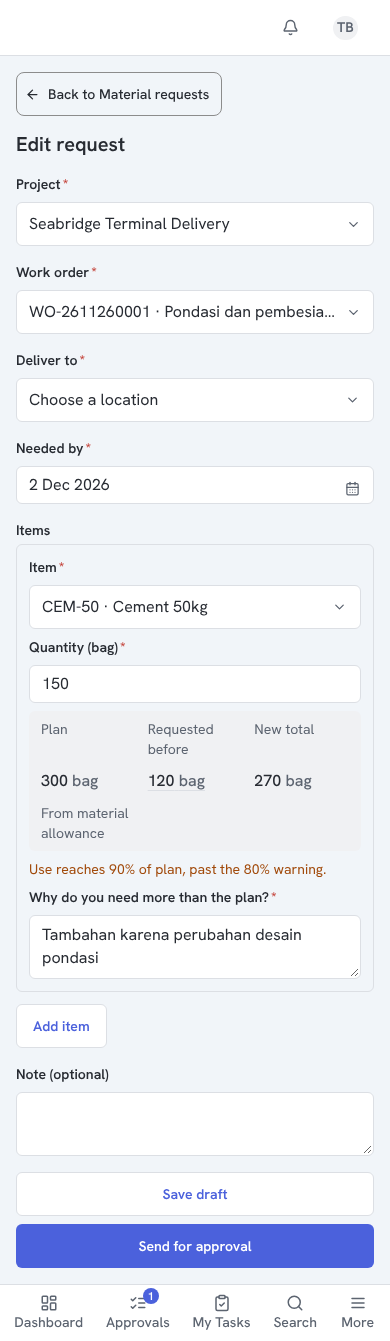 TB
Back to Material requests
Edit request
Project *
Seabridge Terminal Delivery
Work order *
WO-2611260001 · Pondasi dan pembesia...
Deliver to *
Choose a location
Needed by *
2 Dec 2026
Items
Item *
CEM-50 · Cement 50kg
Quantity (bag) *
150
Plan
Requested before
New total
300 bag
120 bag
270 bag
From material
allowance
Use reaches 90% of plan, past the 80% warning.
Why do you need more than the plan? *
Tambahan karena perubahan desain
pondasi
Add item
Note (optional)
Save draft
Send for approval
1
Dashboard
Approvals
My Tasks
Search
More